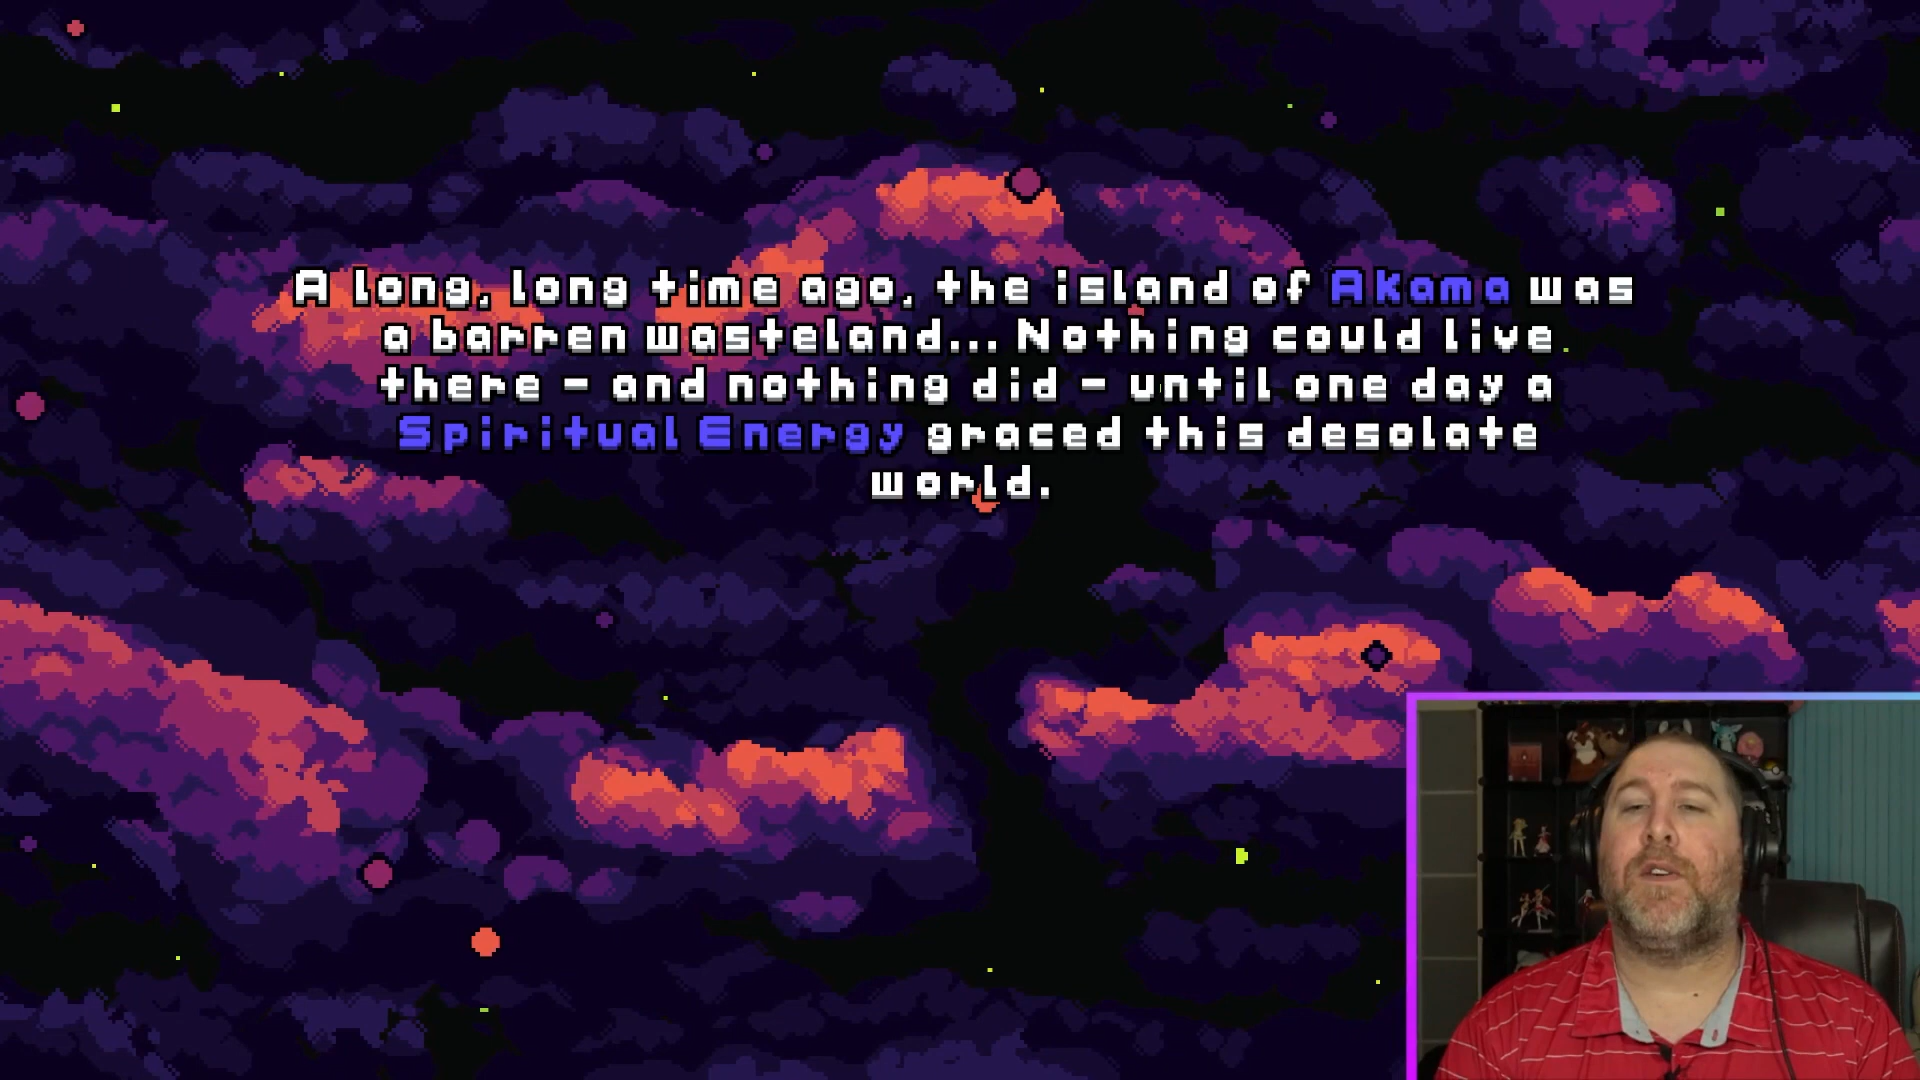 A long, long time ago, the island of Akama was
a barren wasteland... Nothing could live
there - and nothing did - until one day a
Spiritual Energy graced this desolate
world.